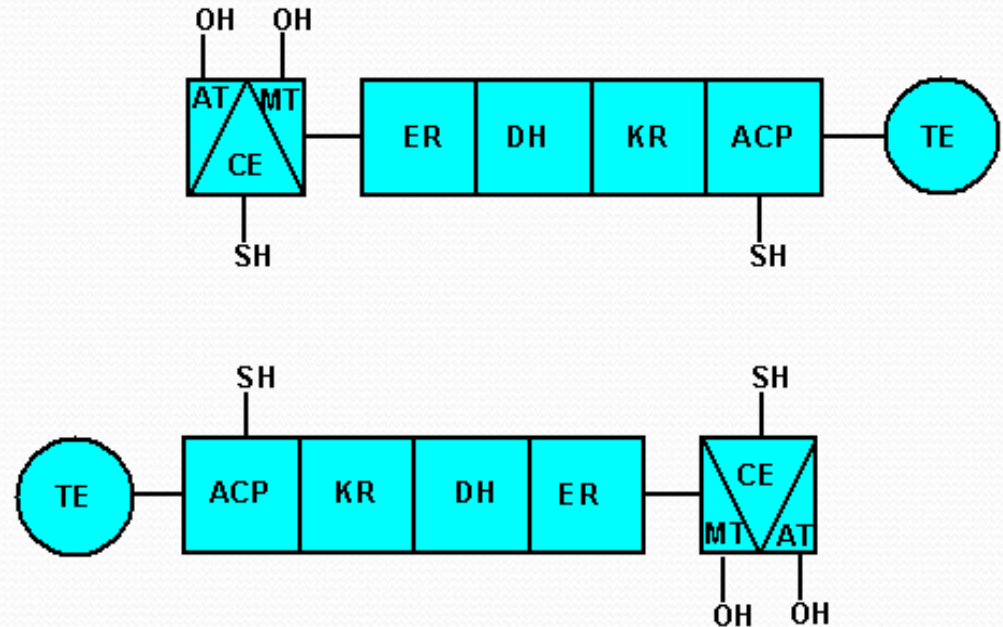 OH OH
AT MT
CE
ER DH KR ACP TE
SH SH
SH SH
TE ACP KR DH ER CE
MT AT
OH OH